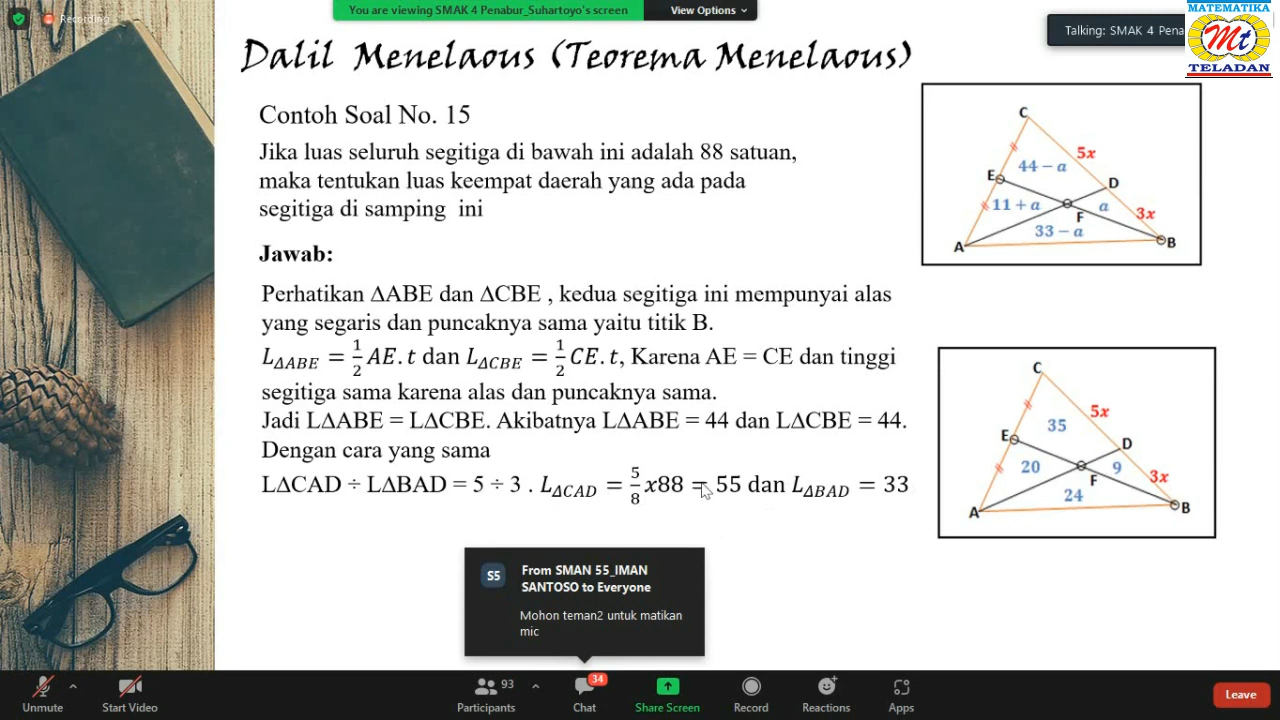 Recording
You are viewing SMAK 4 Penabur_Suhartoyo's screen
View Options
Talking: SMAK 4 Pena
MATEMATIKA
Mt
TELADAN
Dalil Menelaous (Teorema Menelaous)
Contoh Soal No. 15
Jika luas seluruh segitiga di bawah ini adalah 88 satuan,
maka tentukan luas keempat daerah yang ada pada
segitiga di samping ini
Jawab:
Perhatikan ΔABE dan ΔCBE , kedua segitiga ini mempunyai alas
yang segaris dan puncaknya sama yaitu titik B.
L_ΔABE = 1/2 AE. t dan L_ΔCBE = 1/2 CE. t, Karena AE = CE dan tinggi
segitiga sama karena alas dan puncaknya sama.
Jadi LΔABE = LΔCBE. Akibatnya LΔABE = 44 dan LΔCBE = 44.
Dengan cara yang sama
LΔCAD ÷ LΔBAD = 5 ÷ 3 . L_ΔCAD = 5/8 x88 = 55 dan L_ΔBAD = 33
C
5x
44 − a
E
D
11 + a
a
F
3x
33 − a
A
B
C
5x
35
E
D
20
9
F
3x
24
A
B
S5
From SMAN 55_IMAN
SANTOSO to Everyone
Mohon teman2 untuk matikan
mic
Unmute
Start Video
93
Participants
34
Chat
Share Screen
Record
Reactions
Apps
Leave